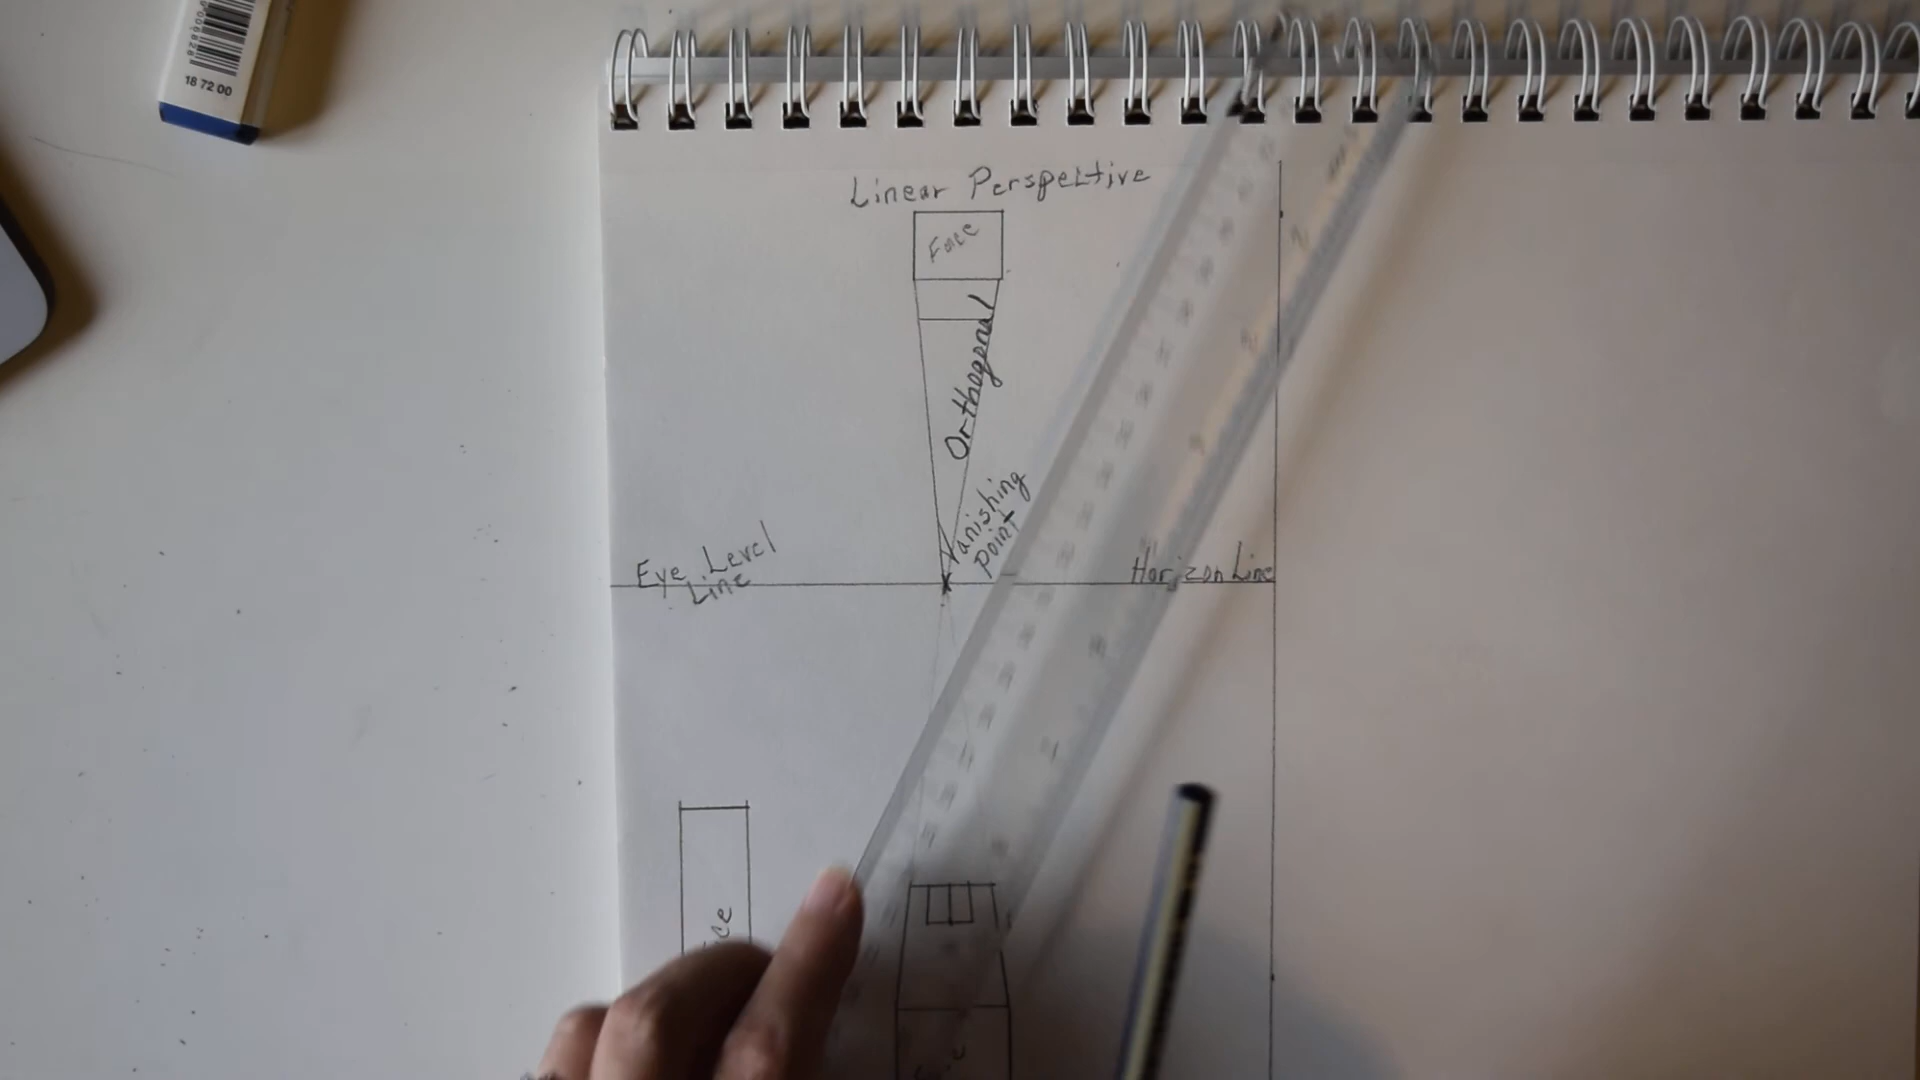 18 72 00
Linear Perspective
Face
Orthogonal
Vanishing
point
Eye Level
Line
Horizon Line